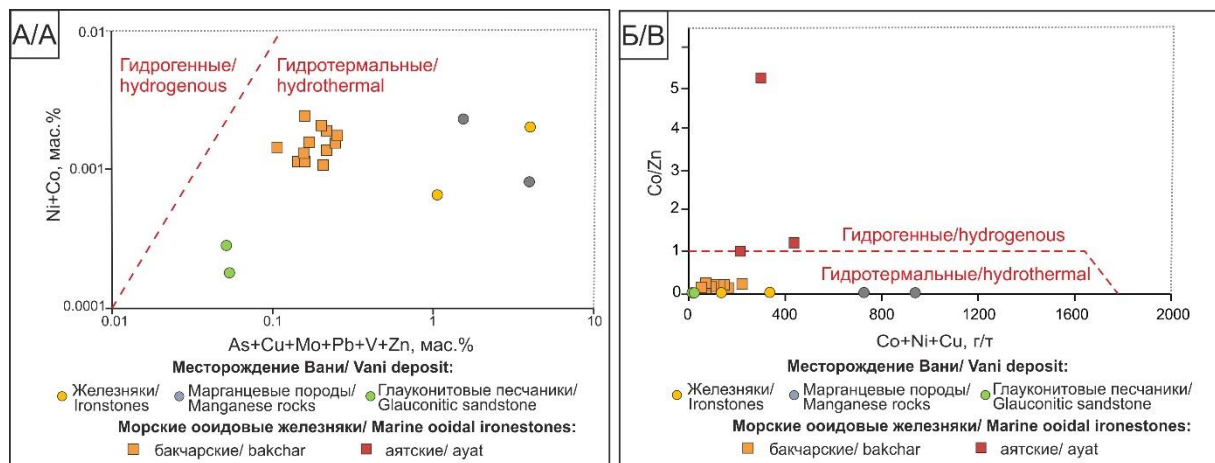 А/А
Гидрогенные/
hydrogenous
Гидротермальные/
hydrothermal
Ni+Co, мас.%
0.01
0.001
0.0001
0.01
0.1
1
10
As+Cu+Mo+Pb+V+Zn, мас.%
Месторождение Вани/ Vani deposit:
Железняки/
Ironstones
Марганцевые породы/
Manganese rocks
Глауконитовые песчаники/
Glauconitic sandstone
Морские ооидовые железняки/ Marine ooidal ironestones:
бакчарские/ bakchar
аятские/ ayat
Б/B
Co/Zn
5
4
3
2
1
0
Гидрогенные/hydrogenous
Гидротермальные/hydrothermal
0
400
800
1200
1600
2000
Co+Ni+Cu, г/т
Месторождение Вани/ Vani deposit:
Железняки/
Ironstones
Марганцевые породы/
Manganese rocks
Глауконитовые песчаники/
Glauconitic sandstone
Морские ооидовые железняки/ Marine ooidal ironestones:
бакчарские/ bakchar
аятские/ ayat